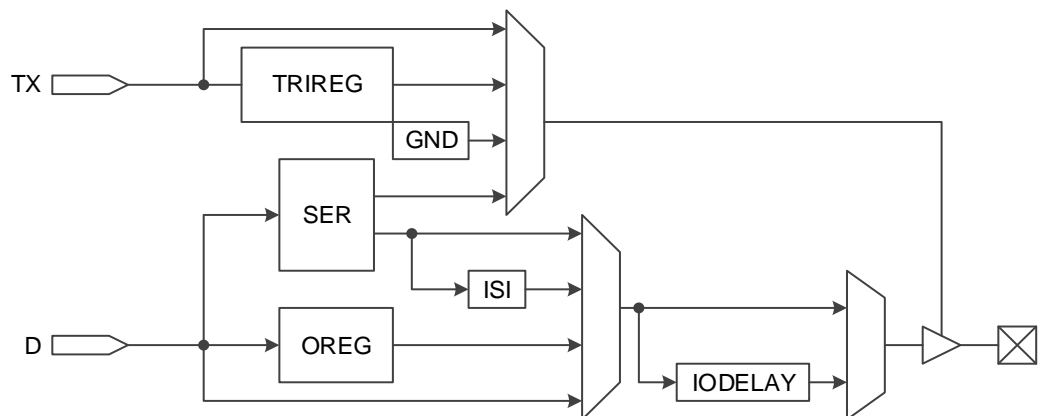 TX
TRIREG
GND
SER
ISI
D
OREG
IODELAY